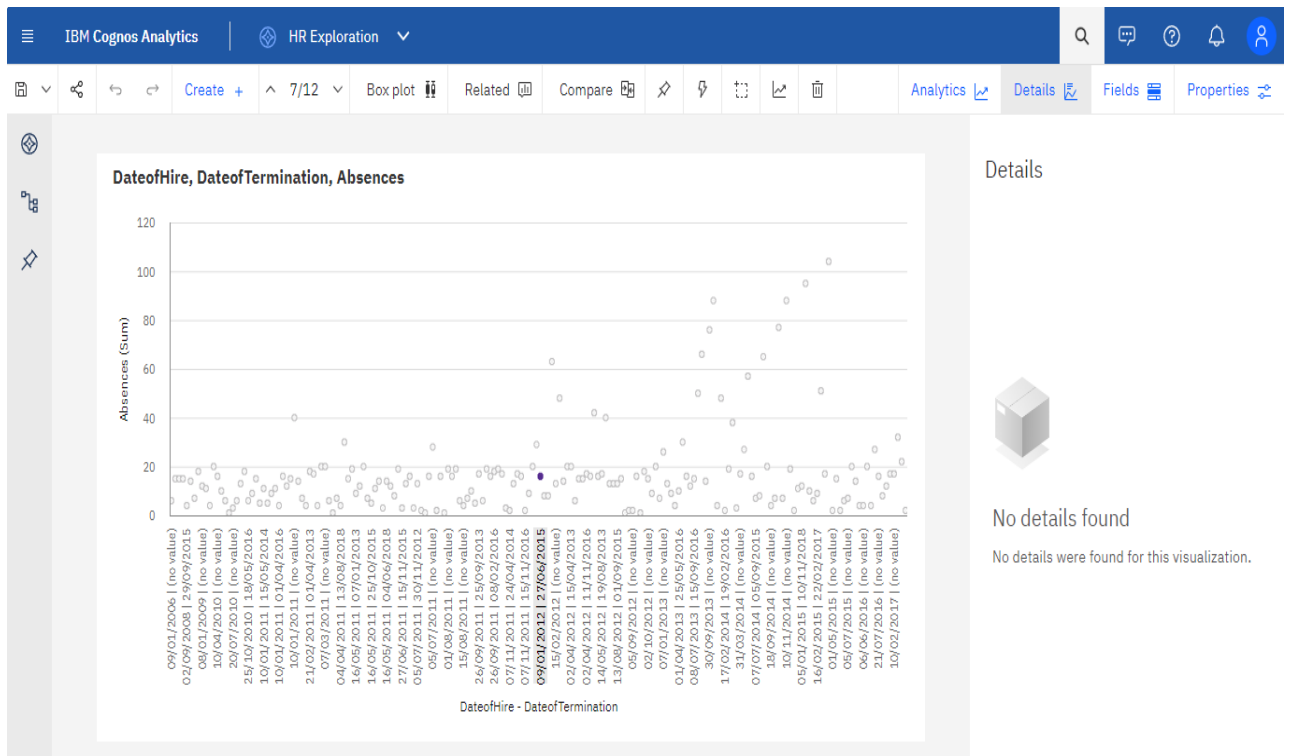 IBM Cognos Analytics
HR Exploration
Create +
7/12
Box plot
Related
Compare
Analytics
Details
Fields
Properties
DateofHire, DateofTermination, Absences
Details
Absences (Sum)
120
100
80
60
40
20
0
09/01/2006 | (no value)
02/09/2008 | 29/09/2015
08/01/2009 | (no value)
10/04/2010 | (no value)
20/07/2010 | (no value)
25/10/2010 | 18/05/2016
10/01/2011 | 15/05/2014
10/01/2011 | 01/04/2016
10/01/2011 | (no value)
21/02/2011 | 01/04/2013
07/03/2011 | (no value)
04/04/2011 | 13/08/2018
16/05/2011 | 07/01/2013
16/05/2011 | 25/10/2015
16/05/2011 | 04/06/2018
27/06/2011 | 15/11/2015
05/07/2011 | 30/11/2012
05/07/2011 | (no value)
01/08/2011 | (no value)
15/08/2011 | (no value)
26/09/2011 | 25/09/2013
26/09/2011 | 08/02/2016
07/11/2011 | 24/04/2014
07/11/2011 | 15/11/2016
09/01/2012 | 27/06/2015
15/02/2012 | (no value)
02/04/2012 | 15/04/2013
02/04/2012 | 11/11/2016
14/05/2012 | 19/08/2013
13/08/2012 | 01/09/2015
05/09/2012 | (no value)
02/10/2012 | (no value)
07/01/2013 | (no value)
01/04/2013 | 25/05/2016
08/07/2013 | 15/09/2016
30/09/2013 | (no value)
17/02/2014 | 19/02/2016
31/03/2014 | (no value)
07/07/2014 | 05/09/2015
18/09/2014 | (no value)
10/11/2014 | (no value)
05/01/2015 | 10/11/2018
16/02/2015 | 22/02/2017
01/05/2015 | (no value)
05/07/2016 | (no value)
06/06/2016 | (no value)
21/07/2016 | (no value)
10/02/2017 | (no value)
DateofHire - DateofTermination
No details found
No details were found for this visualization.